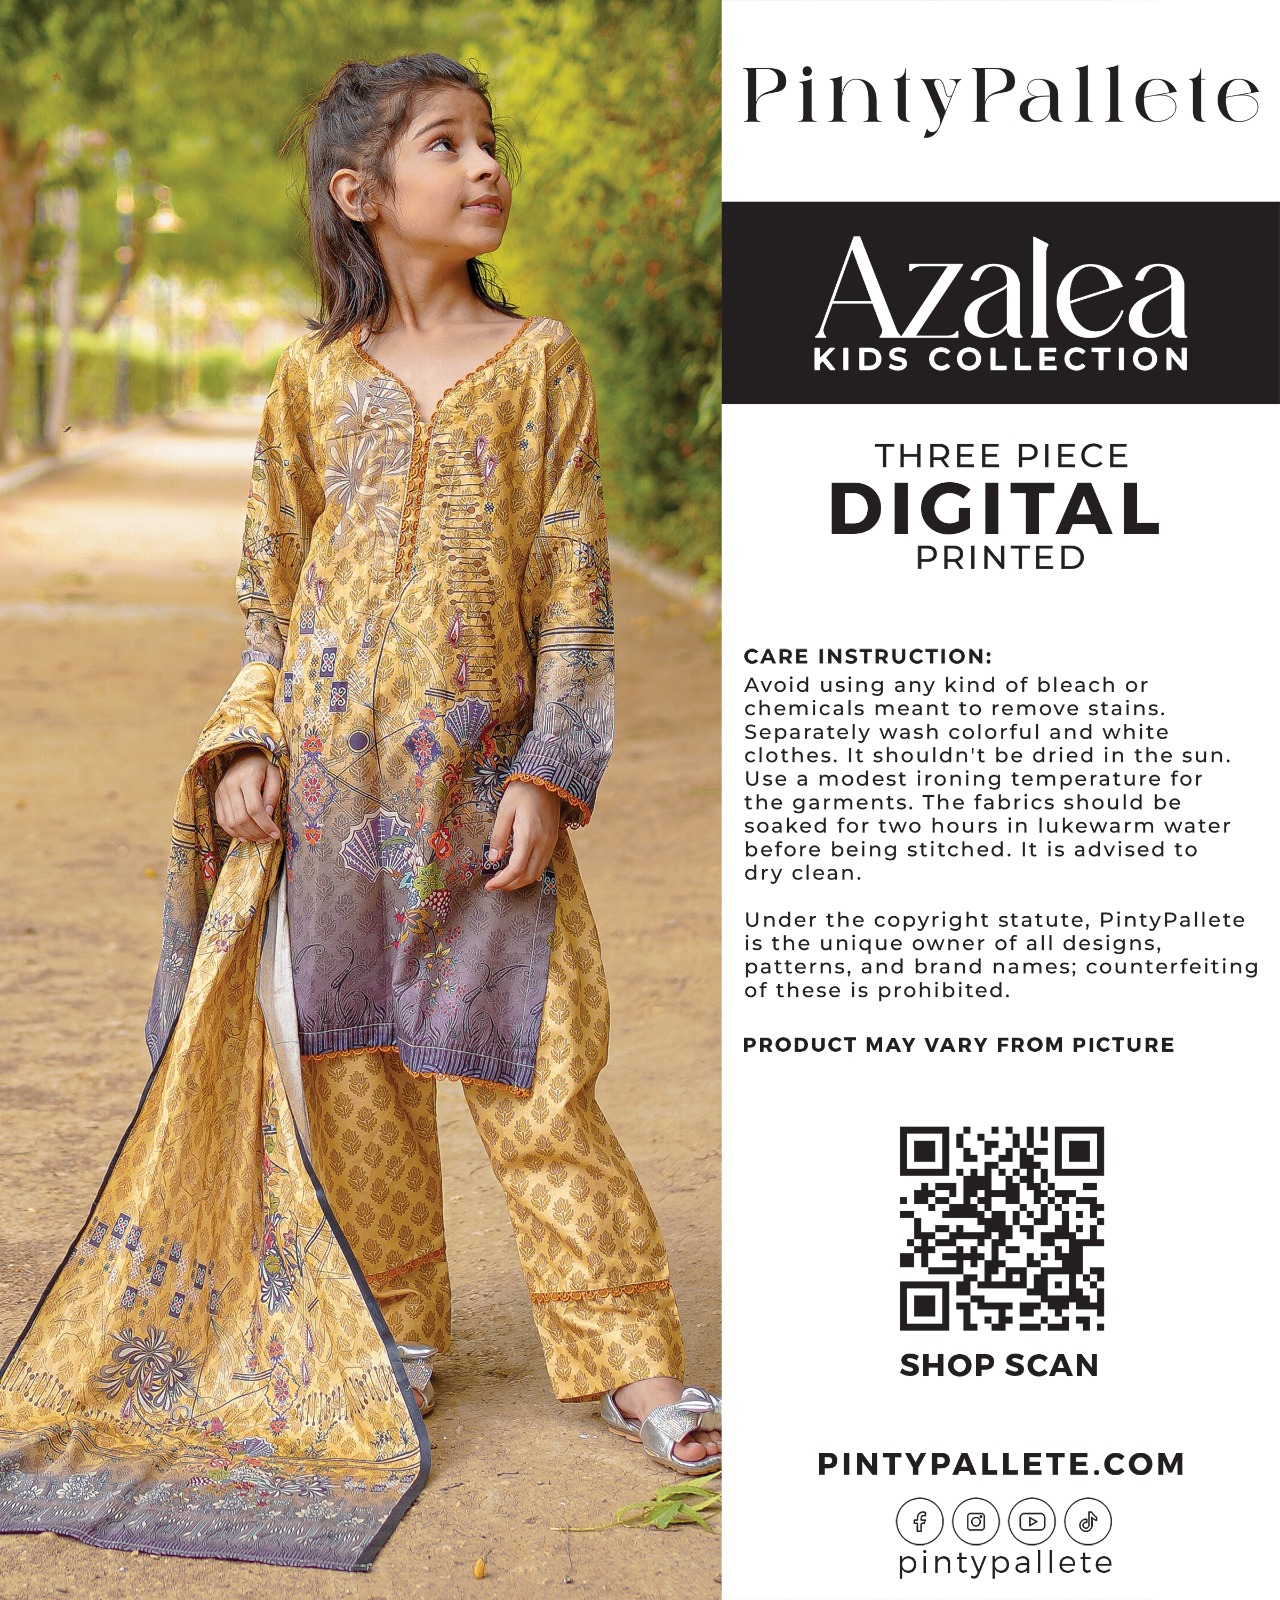 PintyPallete
Azalea
KIDS COLLECTION
THREE PIECE
DIGITAL
PRINTED
CARE INSTRUCTION:
Avoid using any kind of bleach or
chemicals meant to remove stains.
Separately wash colorful and white
clothes. It shouldn't be dried in the sun.
Use a modest ironing temperature for
the garments. The fabrics should be
soaked for two hours in lukewarm water
before being stitched. It is advised to
dry clean.
Under the copyright statute, PintyPallete
is the unique owner of all designs,
patterns, and brand names; counterfeiting
of these is prohibited.
PRODUCT MAY VARY FROM PICTURE
SHOP SCAN
PINTYPALLETE.COM
pintypallete